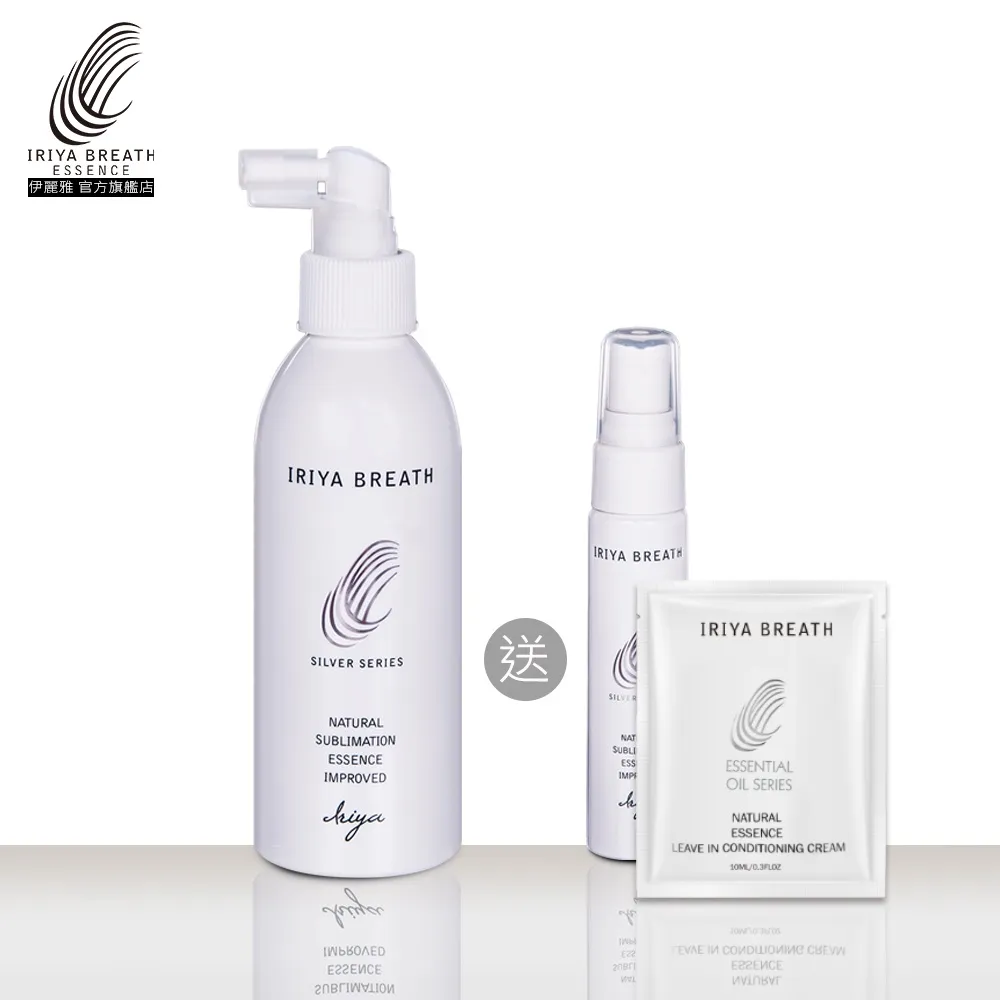 IRIYA BREATH
ESSENCE
伊麗雅 官方旗艦店
IRIYA BREATH
SILVER SERIES
NATURAL
SUBLIMATION
ESSENCE
IMPROVED
Iriya
送
IRIYA BREATH
IRIYA BREATH
ESSENTIAL
OIL SERIES
NATURAL
ESSENCE
LEAVE IN CONDITIONING CREAM
10ML/0.3FLOZ